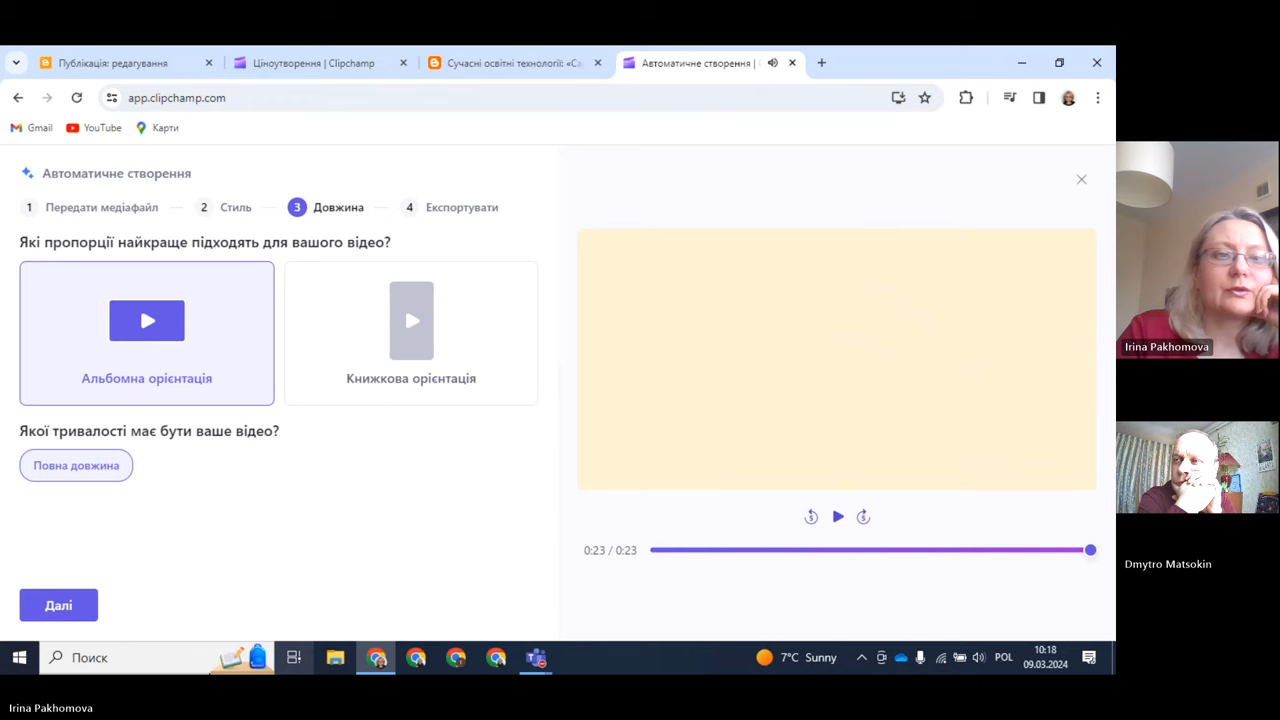 Публікація: редагування
Ціноутворення | Clipchamp
Сучасні освітні технології: «Са
Автоматичне створення |
app.clipchamp.com
Gmail
YouTube
Карти
Автоматичне створення
1 Передати медіафайл
2 Стиль
3 Довжина
4 Експортувати
Які пропорції найкраще підходять для вашого відео?
Альбомна орієнтація
Книжкова орієнтація
Якої тривалості має бути ваше відео?
Повна довжина
5
5
0:23 / 0:23
Далі
Irina Pakhomova
Dmytro Matsokin
Поиск
7°C Sunny
POL
10:18
09.03.2024
Irina Pakhomova